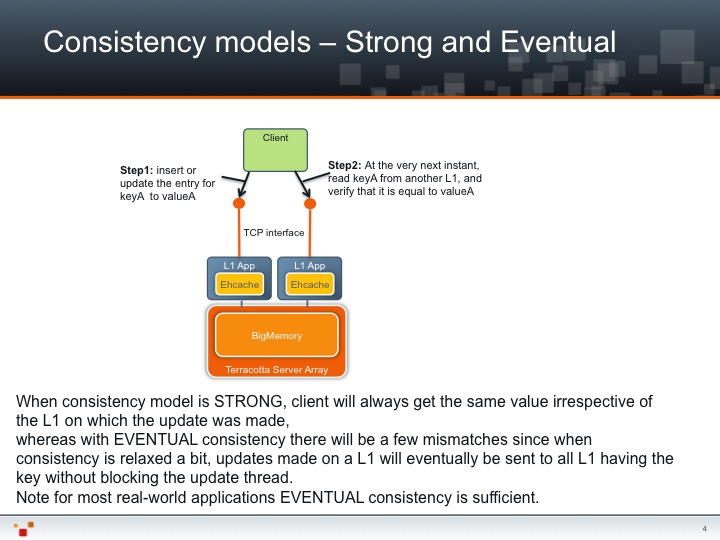 Consistency models – Strong and Eventual
Client
Step1: insert or
update the entry for
keyA to valueA
Step2: At the very next instant,
read keyA from another L1, and
verify that it is equal to valueA
TCP interface
L1 App
L1 App
Ehcache
Ehcache
BigMemory
Terracotta Server Array
When consistency model is STRONG, client will always get the same value irrespective of
the L1 on which the update was made,
whereas with EVENTUAL consistency there will be a few mismatches since when
consistency is relaxed a bit, updates made on a L1 will eventually be sent to all L1 having the
key without blocking the update thread.
Note for most real-world applications EVENTUAL consistency is sufficient.
4